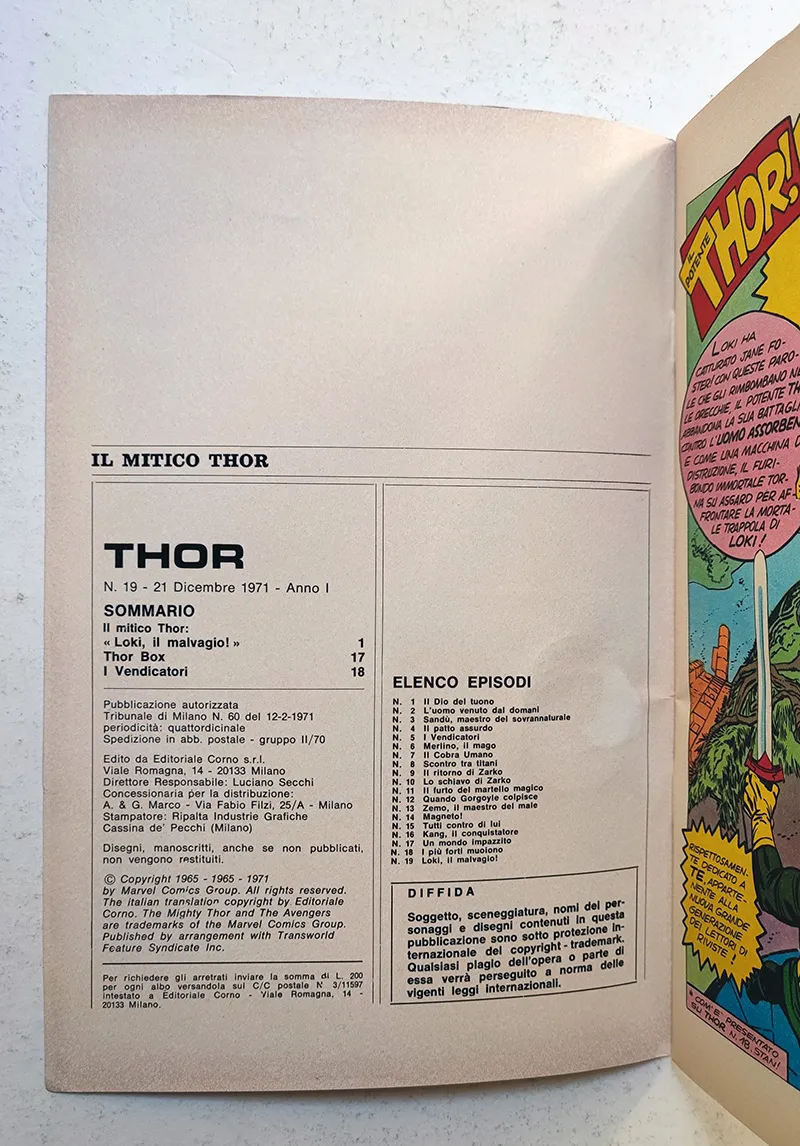 IL MITICO THOR
THOR
N. 19 - 21 Dicembre 1971 - Anno I
SOMMARIO
Il mitico Thor:
« Loki, il malvagio! » 1
Thor Box 17
I Vendicatori 18
Pubblicazione autorizzata
Tribunale di Milano N. 60 del 12-2-1971
periodicità: quattordicinale
Spedizione in abb. postale - gruppo II/70
Edito da Editoriale Corno s.r.l.
Viale Romagna, 14 - 20133 Milano
Direttore Responsabile: Luciano Secchi
Concessionaria per la distribuzione:
A. & G. Marco - Via Fabio Filzi, 25/A - Milano
Stampatore: Ripalta Industrie Grafiche
Cassina de' Pecchi (Milano)
Disegni, manoscritti, anche se non pubblicati,
non vengono restituiti.
© Copyright 1965 - 1965 - 1971
by Marvel Comics Group. All rights reserved.
The italian translation copyright by Editoriale
Corno. The Mighty Thor and The Avengers
are trademarks of the Marvel Comics Group.
Published by arrangement with Transworld
Feature Syndicate Inc.
Per richiedere gli arretrati inviare la somma di L. 200
per ogni albo versandola sul C/C postale N 3/11597
intestato a Editoriale Corno - Viale Romagna, 14 -
20133 Milano.
ELENCO EPISODI
N. 1 Il Dio del tuono
N. 2 L'uomo venuto dal domani
N. 3 Sandù, maestro del sovrannaturale
N. 4 Il patto assurdo
N. 5 I Vendicatori
N. 6 Merlino, il mago
N. 7 Il Cobra Umano
N. 8 Scontro tra titani
N. 9 Il ritorno di Zarko
N. 10 Lo schiavo di Zarko
N. 11 Il furto del martello magico
N. 12 Quando Gorgoyle colpisce
N. 13 Zemo, il maestro del male
N. 14 Magneto!
N. 15 Tutti contro di lui
N. 16 Kang, il conquistatore
N. 17 Un mondo impazzito
N. 18 I più forti muoiono
N. 19 Loki, il malvagio!
DIFFIDA
Soggetto, sceneggiatura, nomi dei per-
sonaggi e disegni contenuti in questa
pubblicazione sono sotto protezione in-
ternazionale del copyright - trademark.
Qualsiasi plagio dell'opera o parte di
essa verrà perseguito a norma delle
vigenti leggi internazionali.
IL POTENTE
THOR!
LOKI HA
CATTURATO JANE FO-
STER! CON QUESTE PARO-
LE CHE GLI RIMBOMBANO
LE ORECCHIE, IL POTENTE
ABBANDONA LA SUA
CONTRO L'UOMO
E COME UNA MACCHINA
DISTRUZIONE, IL FURI-
BONDO IMMORTALE TOR-
NA SU ASGARD PER AF-
FRONTARE LA MORTA-
LE TRAPPOLA DI
LOKI!
RISPETTOSAMEN-
TE DEDICATO A
TE, APPARTE-
NENTE ALLA
NUOVA GRANDE
GENERAZIONE
DEI LETTORI DI
RIVISTE!
* COM'È PRESENTATO
SU THOR N. 18. STAN!